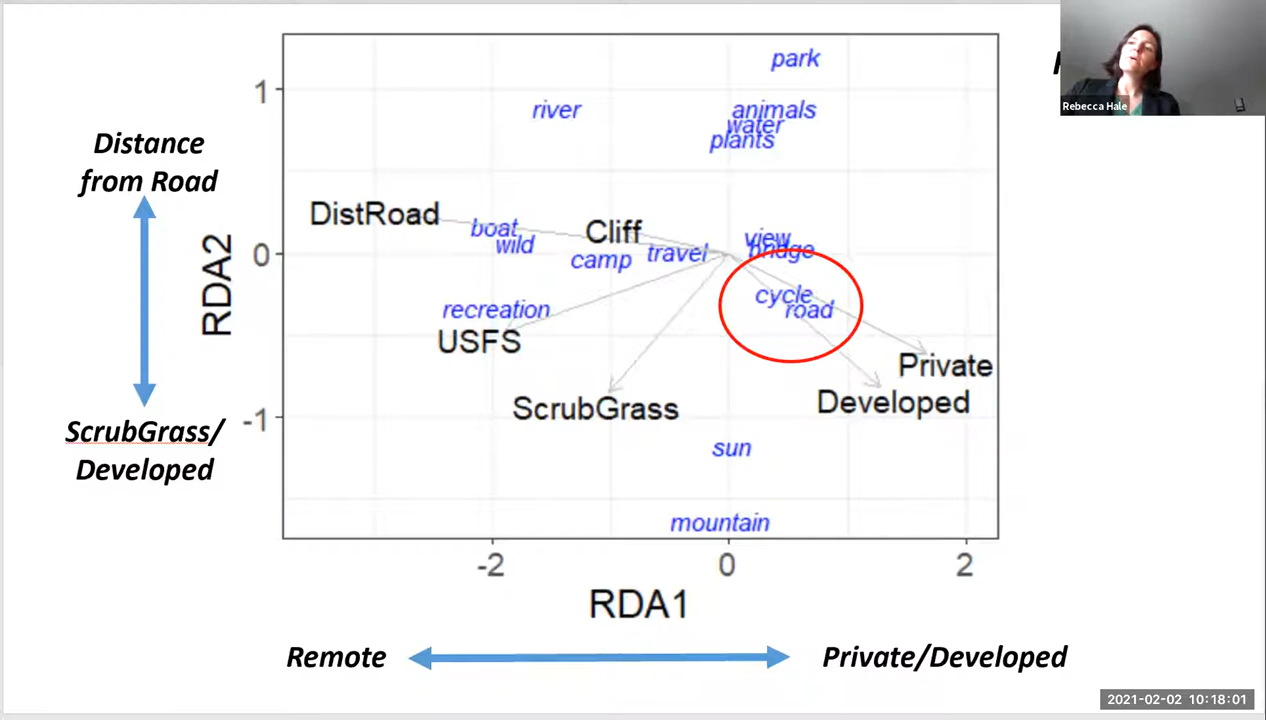 park
river
animals
water
plants
1
Distance
from Road
DistRoad
boat
wild
Cliff
camp
travel
view
bridge
0
RDA2
cycle
road
recreation
USFS
Private
ScrubGrass
Developed
-1
ScrubGrass/
Developed
sun
mountain
-2
0
2
RDA1
Remote
Private/Developed
Rebecca Hale
2021-02-02 10:18:01